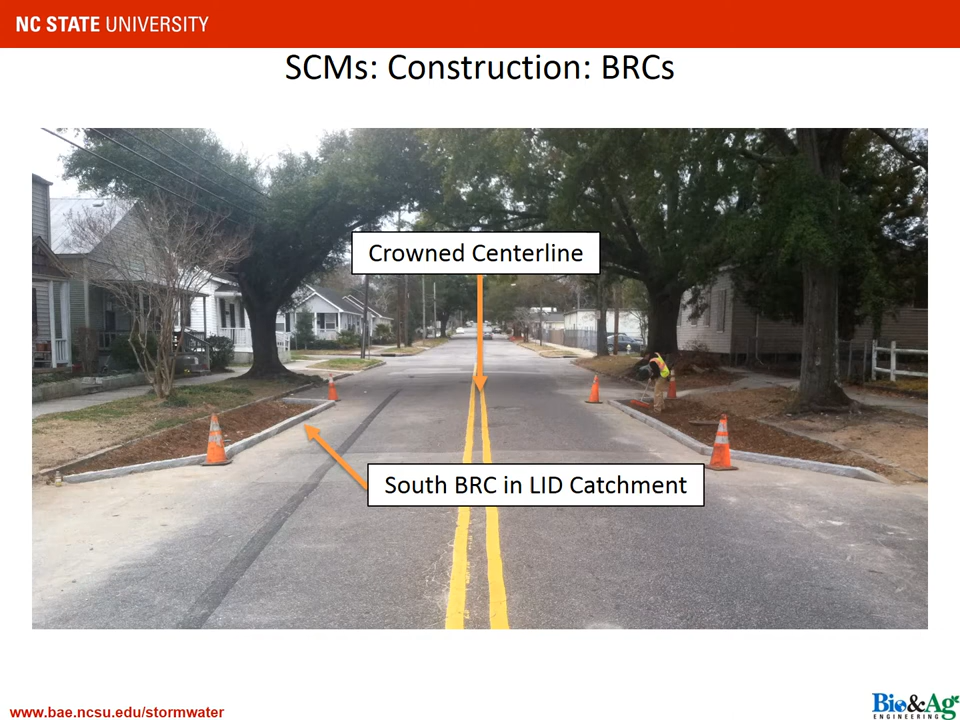 NC STATE UNIVERSITY
SCMs: Construction: BRCs
Crowned Centerline
South BRC in LID Catchment
www.bae.ncsu.edu/stormwater
Bio&Ag
ENGINEERING